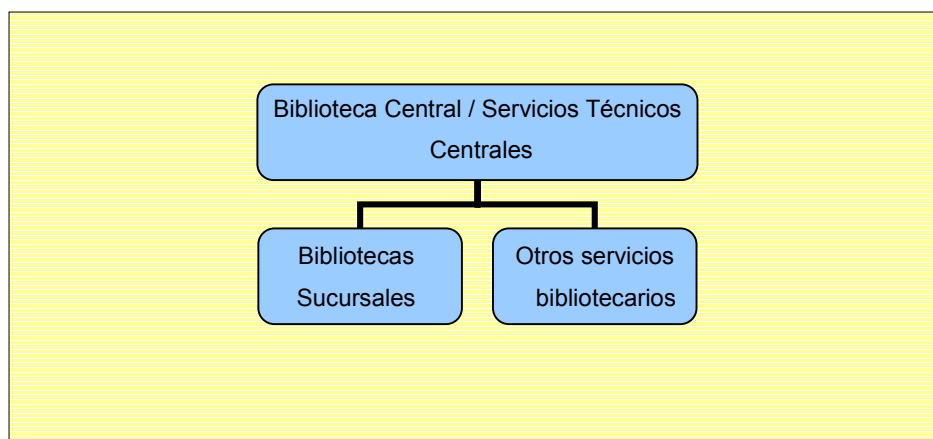 Biblioteca Central / Servicios Técnicos
Centrales
Bibliotecas
Sucursales
Otros servicios
bibliotecarios